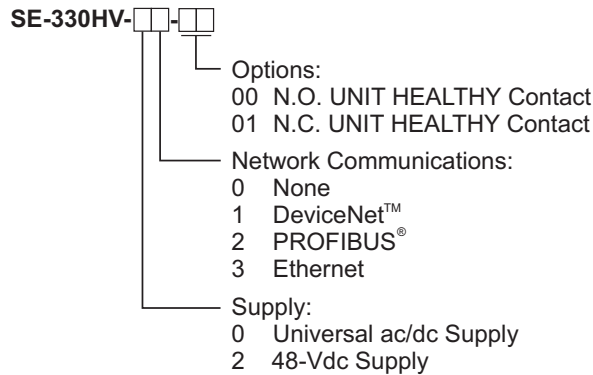 SE-330HV-☐☐-☐☐
Options:
00 N.O. UNIT HEALTHY Contact
01 N.C. UNIT HEALTHY Contact
Network Communications:
0 None
1 DeviceNet™
2 PROFIBUS®
3 Ethernet
Supply:
0 Universal ac/dc Supply
2 48-Vdc Supply